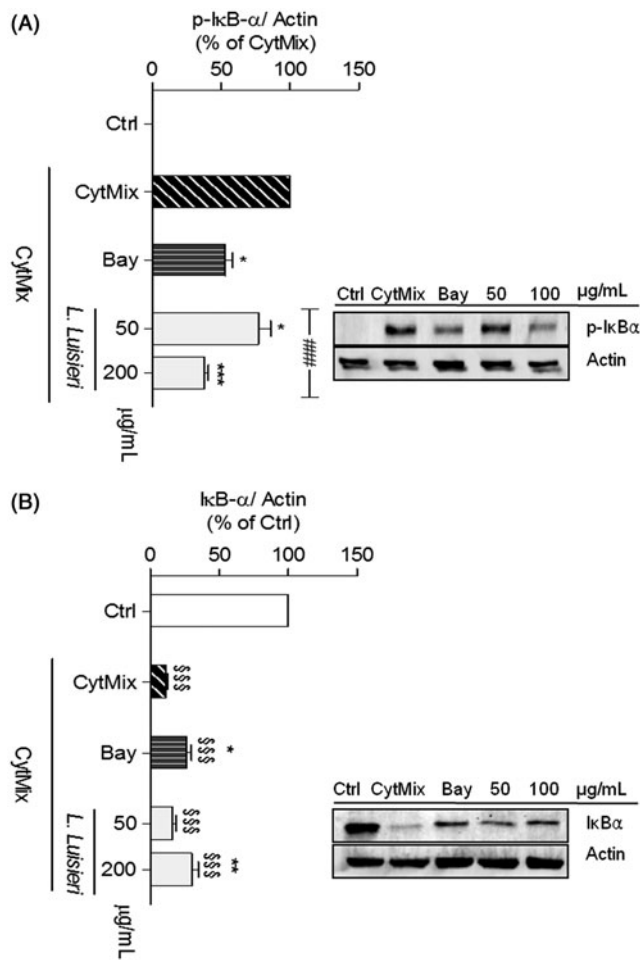 (A)
p-IκB-α/ Actin
(% of CytMix)
0 50 100 150
Ctrl
CytMix
Bay
*
50
*
200
***
###
CytMix
L. Luisieri
µg/mL
Ctrl CytMix Bay 50 100 µg/mL
p-IκBα
Actin
(B)
IκB-α/ Actin
(% of Ctrl)
0 50 100 150
Ctrl
CytMix
§§§
Bay
§§§ *
50
§§§
200
§§§ **
CytMix
L. Luisieri
µg/mL
Ctrl CytMix Bay 50 100 µg/mL
IκBα
Actin